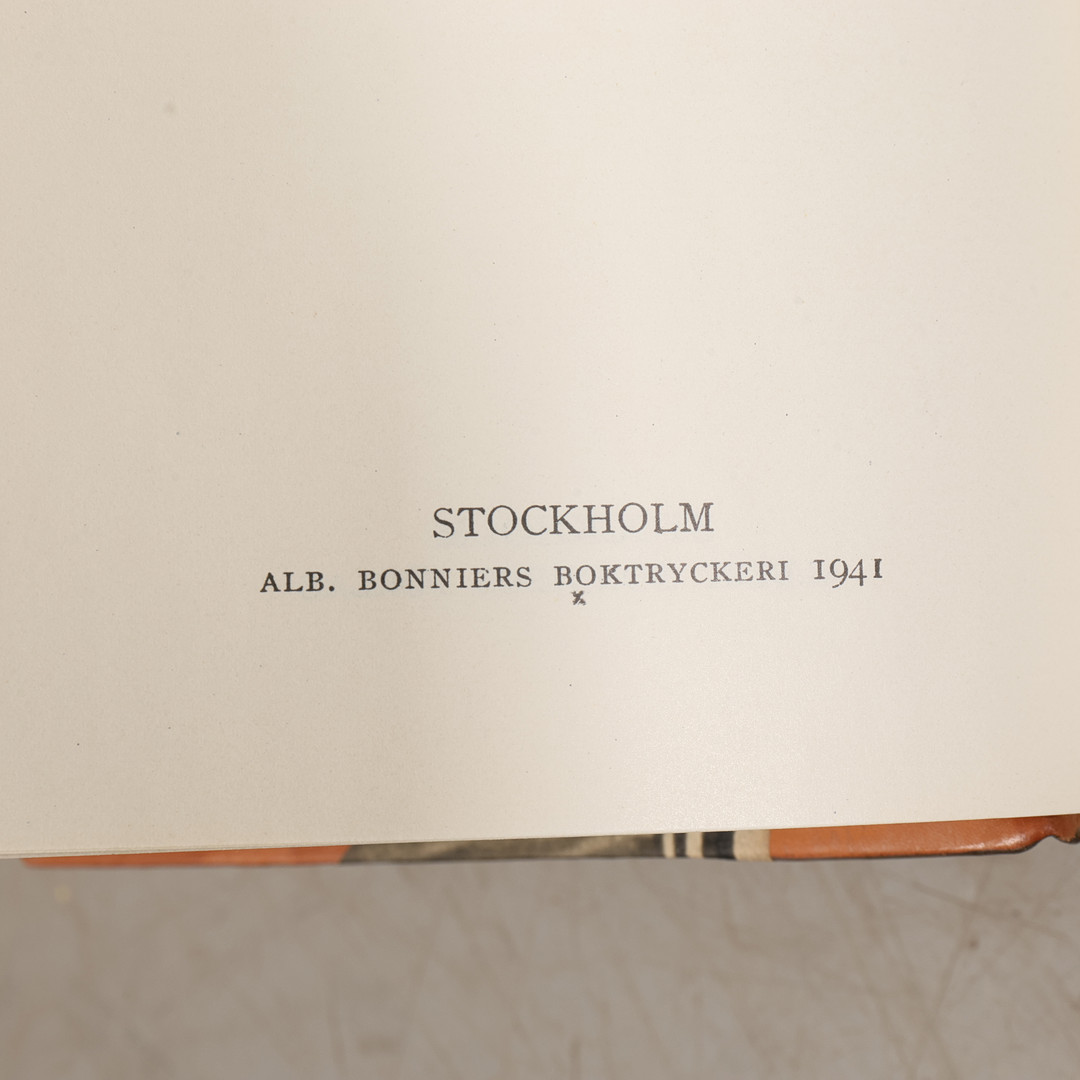 STOCKHOLM
ALB. BONNIERS BOKTRYCKERI 1941
x